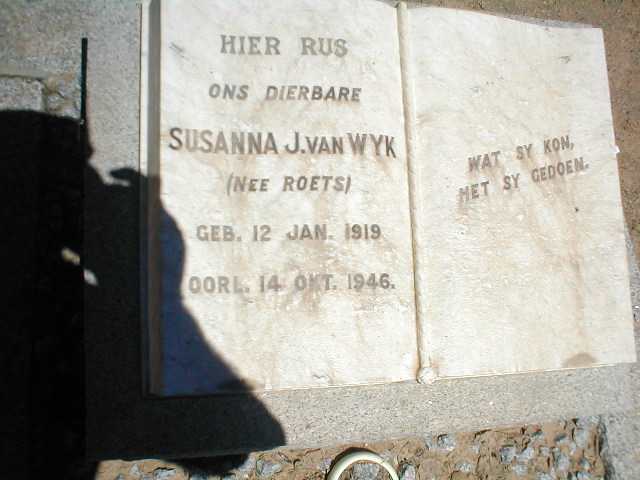 HIER RUS
ONS DIERBARE
SUSANNA J. VAN WYK
(NEE ROETS)
GEB. 12 JAN. 1919
OORL. 14 OKT. 1946.
WAT SY KON,
HET SY GEDOEN.